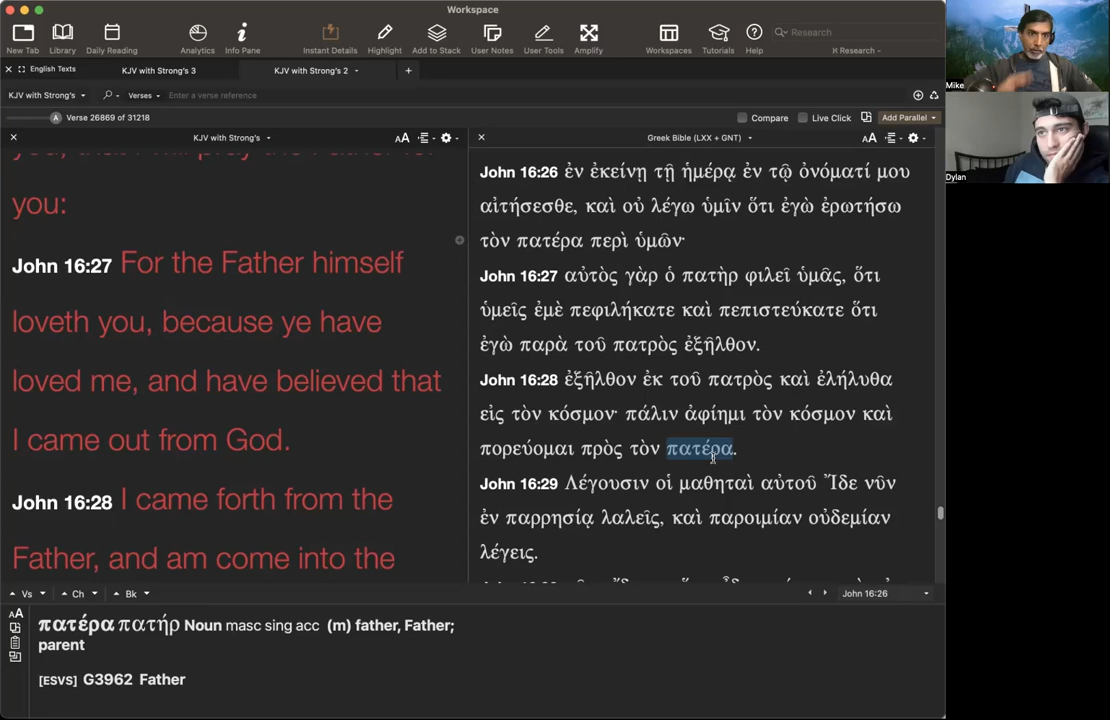 Workspace
New Tab
Library
Daily Reading
Analytics
Info Pane
Instant Details
Highlight
Add to Stack
User Notes
User Tools
Amplify
Workspaces
Tutorials
Help
Research
⌘ Research
English Texts
KJV with Strong's 3
KJV with Strong's 2
KJV with Strong's
Verses
Enter a verse reference
Verse 26869 of 31218
Compare
Live Click
Add Parallel
KJV with Strong's
you:
John 16:27 For the Father himself
loveth you, because ye have
loved me, and have believed that
I came out from God.
John 16:28 I came forth from the
Father, and am come into the
Greek Bible (LXX + GNT)
John 16:26 ἐν ἐκείνῃ τῇ ἡμέρᾳ ἐν τῷ ὀνόματί μου
αἰτήσεσθε, καὶ οὐ λέγω ὑμῖν ὅτι ἐγὼ ἐρωτήσω
τὸν πατέρα περὶ ὑμῶν·
John 16:27 αὐτὸς γὰρ ὁ πατὴρ φιλεῖ ὑμᾶς, ὅτι
ὑμεῖς ἐμὲ πεφιλήκατε καὶ πεπιστεύκατε ὅτι
ἐγὼ παρὰ τοῦ πατρὸς ἐξῆλθον.
John 16:28 ἐξῆλθον ἐκ τοῦ πατρὸς καὶ ἐλήλυθα
εἰς τὸν κόσμον· πάλιν ἀφίημι τὸν κόσμον καὶ
πορεύομαι πρὸς τὸν πατέρα.
John 16:29 Λέγουσιν οἱ μαθηταὶ αὐτοῦ Ἴδε νῦν
ἐν παρρησίᾳ λαλεῖς, καὶ παροιμίαν οὐδεμίαν
λέγεις.
Vs
Ch
Bk
John 16:26
πατέρα πατήρ Noun masc sing acc (m) father, Father;
parent
[ESVS] G3962 Father
Mike
Dylan